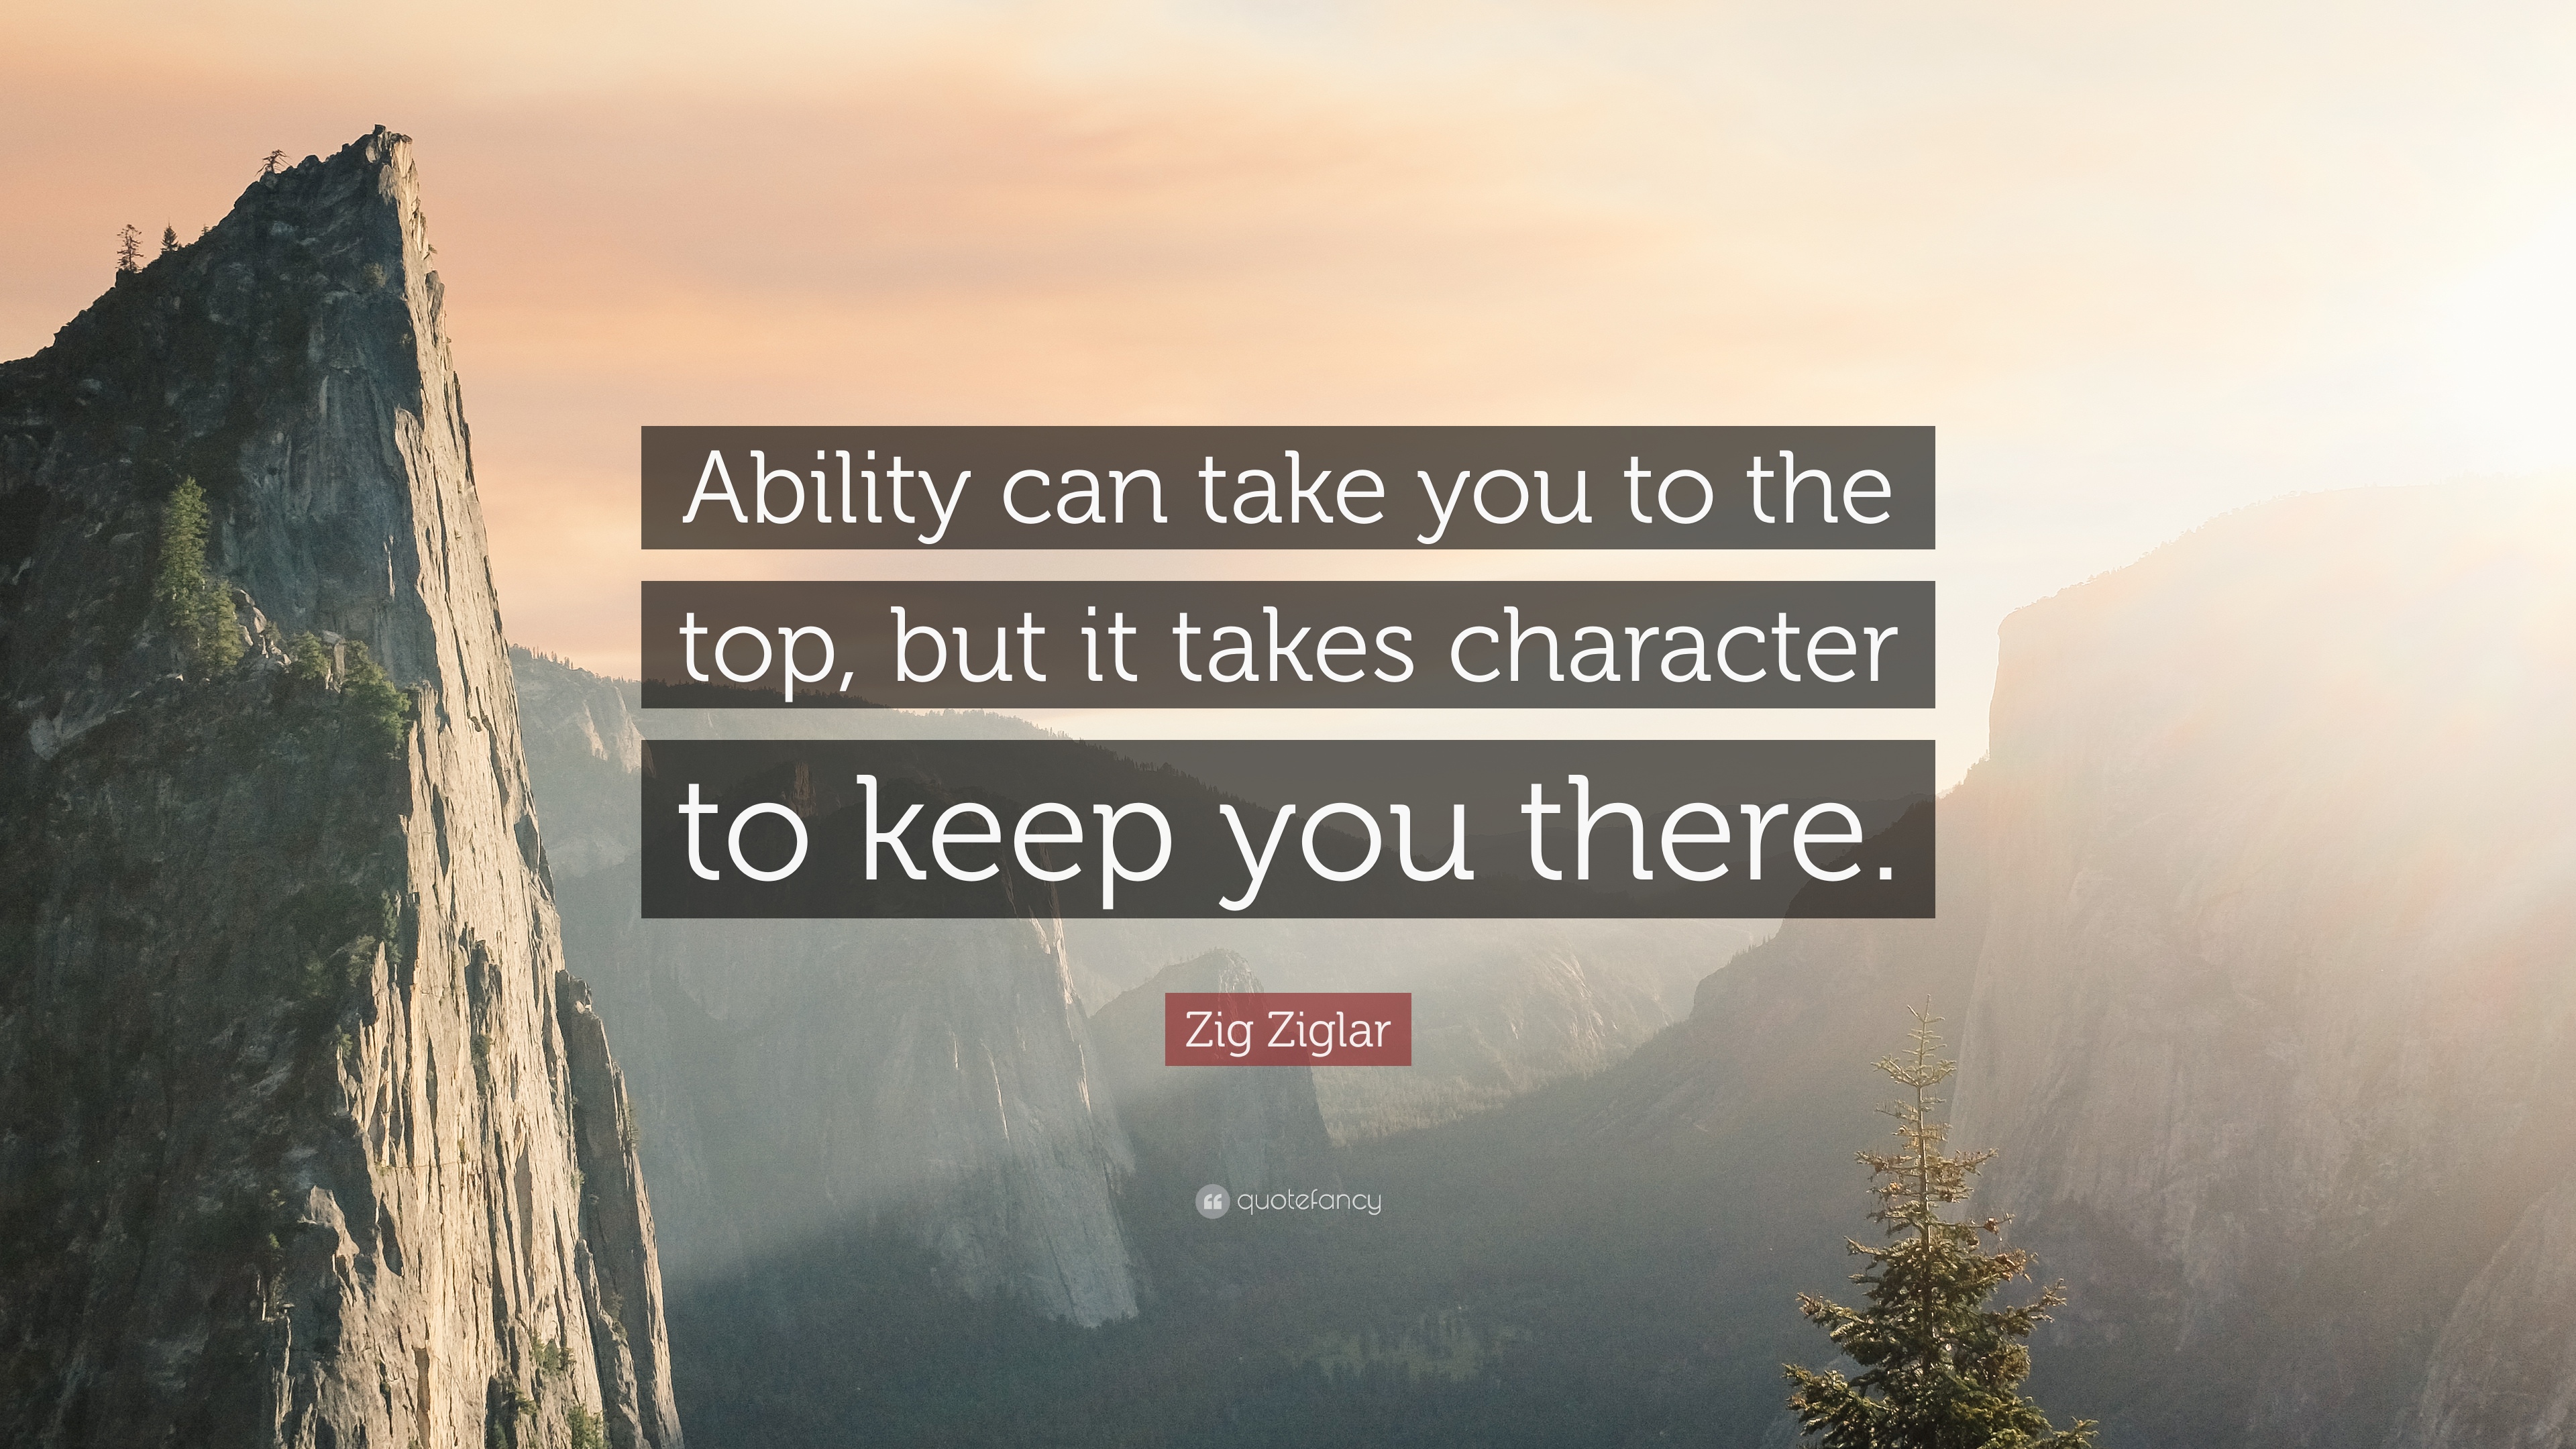 Ability can take you to the
top, but it takes character
to keep you there.
Zig Ziglar
quotefancy